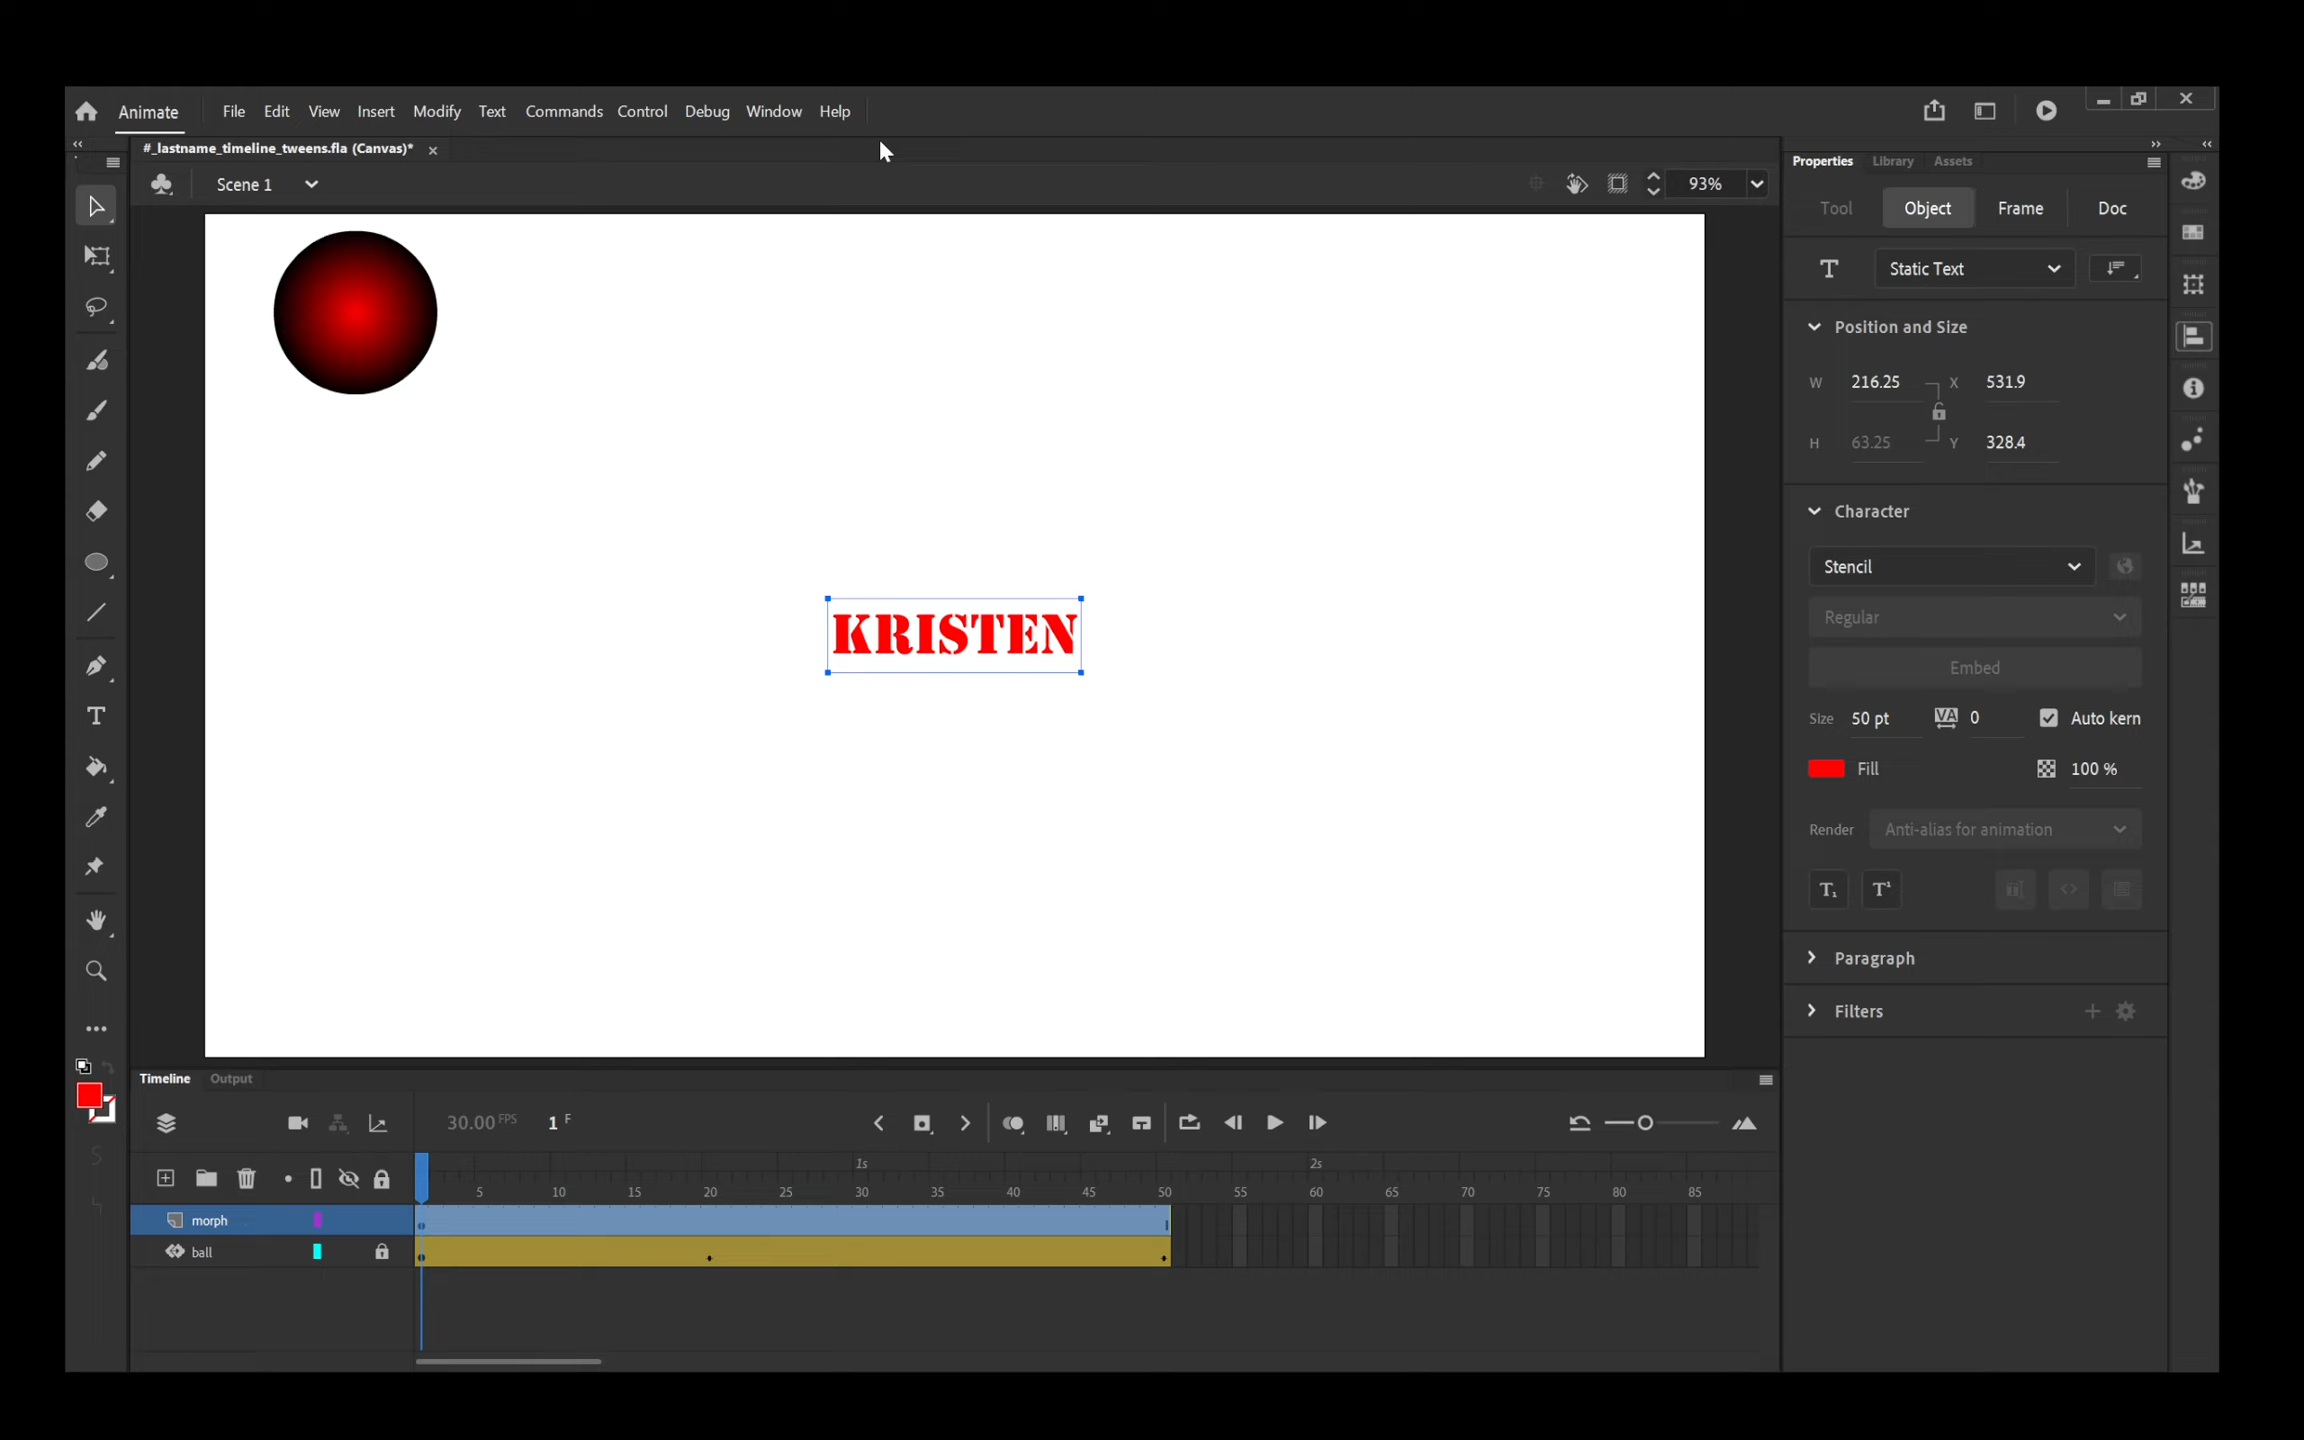 Animate File Edit View Insert Modify Text Commands Control Debug Window Help
#_lastname_timeline_tweens.fla (Canvas)*
Scene 1
93%
KRISTEN
Properties Library Assets
Tool Object Frame Doc
Static Text
Position and Size
W 216.25 X 531.9
H 63.25 Y 328.4
Character
Stencil
Regular
Embed
Size 50 pt VA 0 Auto kern
Fill 100 %
Render Anti-alias for animation
T₁ T¹
Paragraph
Filters
Timeline Output
30.00 FPS 1 F
1s 2s
5 10 15 20 25 30 35 40 45 50 55 60 65 70 75 80 85
morph
ball